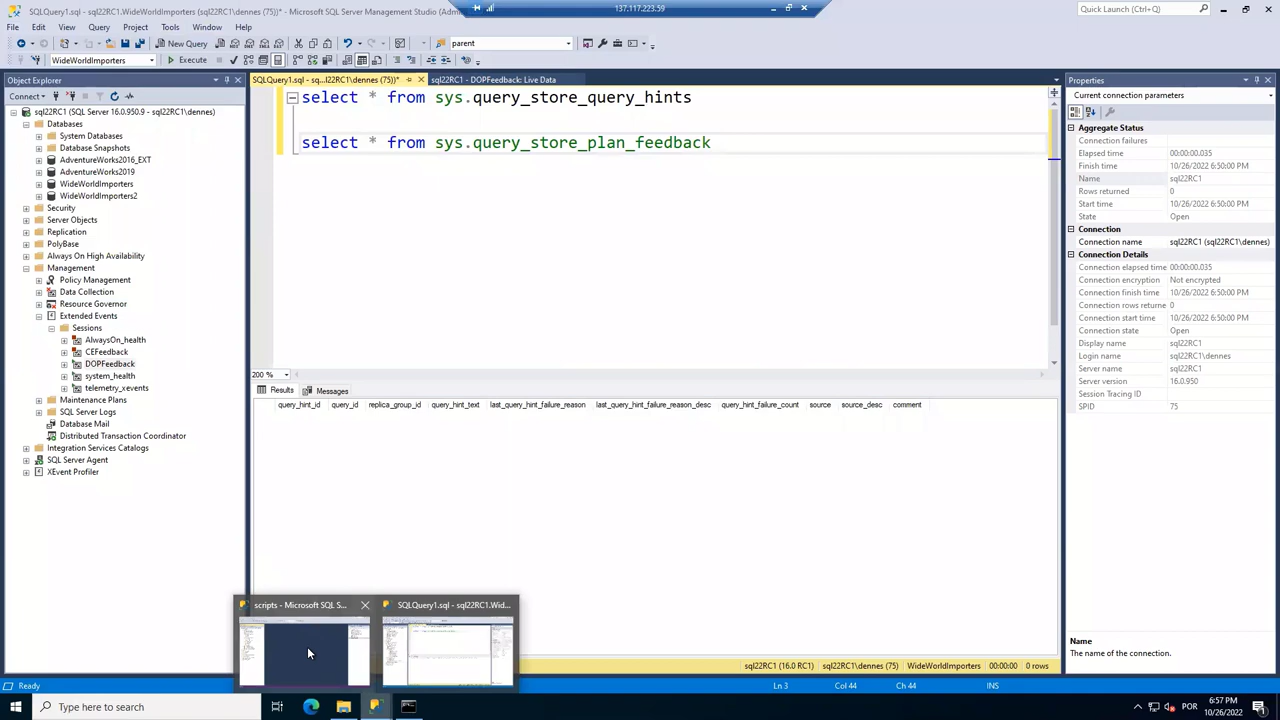 SQLQuery1.sql - sq22RC1.WideWorldImporters (sql22RC1\dennes (75))* - Microsoft SQL Server Management Studio (Adm
137.117.223.59
Quick Launch (Ctrl+Q)
File Edit View Query Project Tools Window Help
New Query
parent
WideWorldImporters
Execute
Object Explorer
SQLQuery1.sql - sq...l22RC1\dennes (75))*
sql22RC1 - DOPFeedback: Live Data
Properties
Connect
sql22RC1 (SQL Server 16.0.950.9 - sql22RC1\dennes)
Databases
System Databases
Database Snapshots
AdventureWorks2016_EXT
AdventureWorks2019
WideWorldImporters
WideWorldImporters2
Security
Server Objects
Replication
PolyBase
Always On High Availability
Management
Policy Management
Data Collection
Resource Governor
Extended Events
Sessions
AlwaysOn_health
CEFeedback
DOPFeedback
system_health
telemetry_xevents
Maintenance Plans
SQL Server Logs
Database Mail
Distributed Transaction Coordinator
Integration Services Catalogs
SQL Server Agent
XEvent Profiler
select * from sys.query_store_query_hints
select * from sys.query_store_plan_feedback
200 %
Results
Messages
query_hint_id query_id replica_group_id query_hint_text last_query_hint_failure_reason last_query_hint_failure_reason_desc query_hint_failure_count source source_desc comment
Current connection parameters
Aggregate Status
Connection failures
Elapsed time 00:00:00.035
Finish time 10/26/2022 6:50:00 PM
Name sql22RC1
Rows returned 0
Start time 10/26/2022 6:50:00 PM
State Open
Connection
Connection name sql22RC1 (sql22RC1\dennes)
Connection Details
Connection elapsed time 00:00:00.035
Connection encryption Not encrypted
Connection finish time 10/26/2022 6:50:00 PM
Connection rows returne 0
Connection start time 10/26/2022 6:50:00 PM
Connection state Open
Display name sql22RC1
Login name sql22RC1\dennes
Server name sql22RC1
Server version 16.0.950
Session Tracing ID
SPID 75
Name
The name of the connection.
scripts - Microsoft SQL S...
SQLQuery1.sql - sql22RC1.Wid...
sql22RC1 (16.0 RC1) sql22RC1\dennes (75) WideWorldImporters 00:00:00 0 rows
Ready
Ln 3 Col 44 Ch 44 INS
Type here to search
POR
6:57 PM
10/26/2022